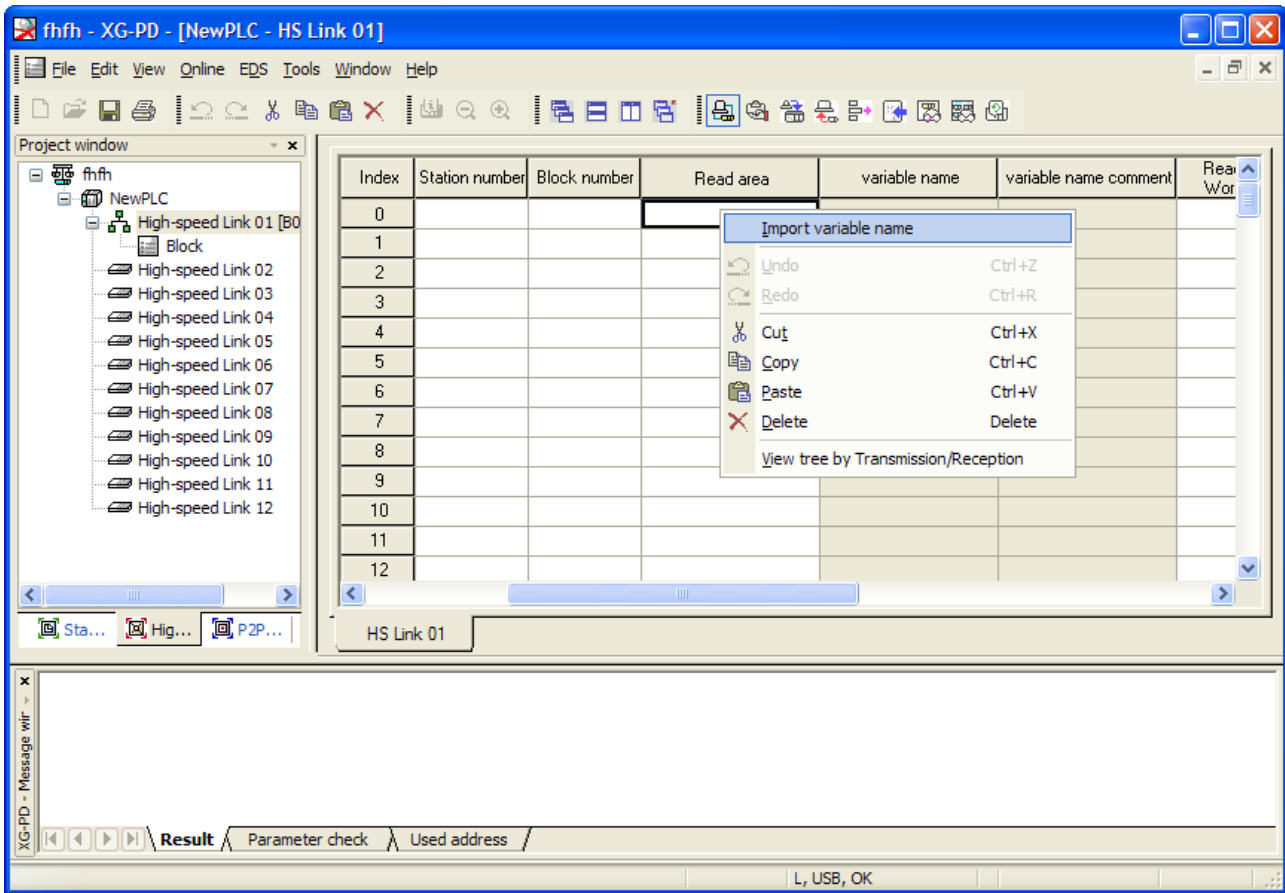 fhfh - XG-PD - [NewPLC - HS Link 01]
File Edit View Online EDS Tools Window Help
Project window
fhfh
NewPLC
High-speed Link 01 [B0
Block
High-speed Link 02
High-speed Link 03
High-speed Link 04
High-speed Link 05
High-speed Link 06
High-speed Link 07
High-speed Link 08
High-speed Link 09
High-speed Link 10
High-speed Link 11
High-speed Link 12
Sta... Hig... P2P...
Index Station number Block number Read area variable name variable name comment Read Wor
0
1
2
3
4
5
6
7
8
9
10
11
12
Import variable name
Undo Ctrl+Z
Redo Ctrl+R
Cut Ctrl+X
Copy Ctrl+C
Paste Ctrl+V
Delete Delete
View tree by Transmission/Reception
HS Link 01
XG-PD - Message wir
Result Parameter check Used address
L, USB, OK